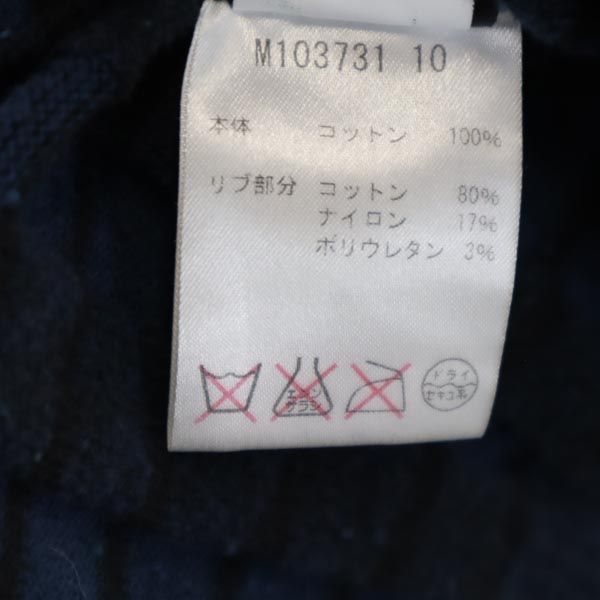 M103731 10
本体 コットン 100%
リブ部分 コットン 80%
ナイロン 17%
ポリウレタン 3%
エンソ
サラシ
ドライ
セキユ系